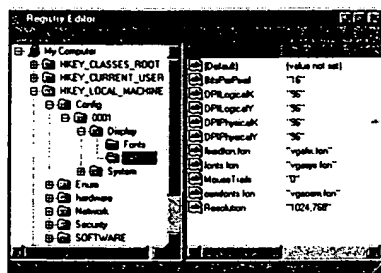 Registry Editor
My Computer
HKEY_CLASSES_ROOT
HKEY_CURRENT_USER
HKEY_LOCAL_MACHINE
Config
0001
Display
Fonts
System
Enum
hardware
Network
Security
SOFTWARE
(Default) (value not set)
BitsPerPixel "16"
DPILogicalX "96"
DPILogicalY "96"
DPIPhysicalX "96"
DPIPhysicalY "96"
fixedfon.fon "vgafix.fon"
fonts.fon "vgasys.fon"
MouseTrails "0"
oemfonts.fon "vgaoem.fon"
Resolution "1024,768"